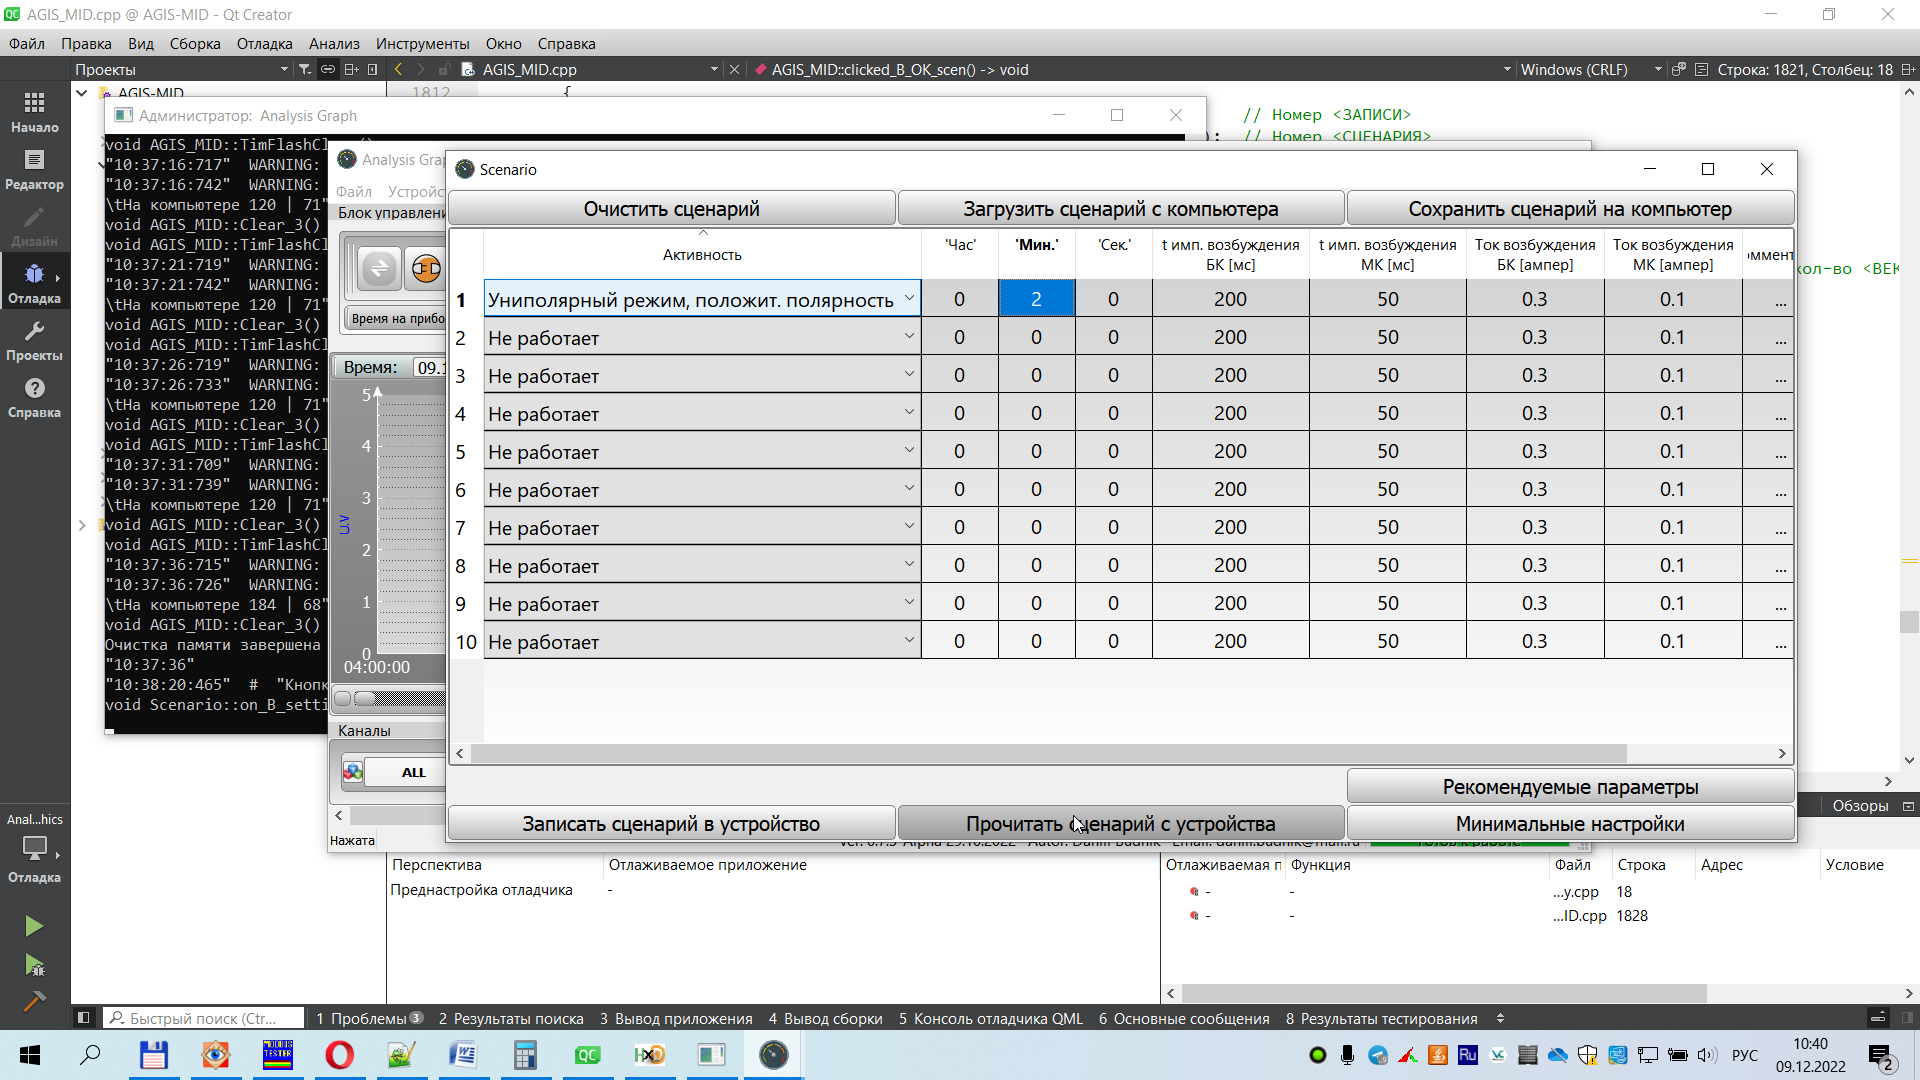 AGIS_MID.cpp @ AGIS-MID - Qt Creator
Файл Правка Вид Сборка Отладка Анализ Инструменты Окно Справка
Проекты AGIS_MID.cpp AGIS_MID::clicked_B_OK_scen() -> void Windows (CRLF) Строка: 1821, Столбец: 18
AGIS-MID 1812 {
// Номер <ЗАПИСИ>
); // Номер <СЦЕНАРИЯ>
кол-во <ВЕК
Начало
Редактор
Дизайн
Отладка
Проекты
Справка
Anal...hics
Отладка
Администратор: Analysis Graph
void AGIS_MID::TimFlashCl
"10:37:16:717" WARNING:
"10:37:16:742" WARNING:
\tНа компьютере 120 | 71"
void AGIS_MID::Clear_3()
void AGIS_MID::TimFlashCl
"10:37:21:719" WARNING:
"10:37:21:742" WARNING:
\tНа компьютере 120 | 71"
void AGIS_MID::Clear_3()
void AGIS_MID::TimFlashCl
"10:37:26:719" WARNING:
"10:37:26:733" WARNING:
\tНа компьютере 120 | 71"
void AGIS_MID::Clear_3()
void AGIS_MID::TimFlashCl
"10:37:31:709" WARNING:
"10:37:31:739" WARNING:
\tНа компьютере 120 | 71"
void AGIS_MID::Clear_3()
void AGIS_MID::TimFlashCl
"10:37:36:715" WARNING:
"10:37:36:726" WARNING:
\tНа компьютере 184 | 68"
void AGIS_MID::Clear_3()
Очистка памяти завершена
"10:37:36"
"10:38:20:465" # "Кнопк
void Scenario::on_B_setti
Analysis Gra
Файл Устройст
Блок управлени
Время на прибо
Время: 09.1
5
4
3
2
1
0
04:00:00
Каналы
ALL
Нажата
Scenario
Очистить сценарий Загрузить сценарий с компьютера Сохранить сценарий на компьютер
Активность 'Час' 'Мин.' 'Сек.' t имп. возбуждения БК [мс] t имп. возбуждения МК [мс] Ток возбуждения БК [ампер] Ток возбуждения МК [ампер] оммент
1 Униполярный режим, положит. полярность 0 2 0 200 50 0.3 0.1 ...
2 Не работает 0 0 0 200 50 0.3 0.1 ...
3 Не работает 0 0 0 200 50 0.3 0.1 ...
4 Не работает 0 0 0 200 50 0.3 0.1 ...
5 Не работает 0 0 0 200 50 0.3 0.1 ...
6 Не работает 0 0 0 200 50 0.3 0.1 ...
7 Не работает 0 0 0 200 50 0.3 0.1 ...
8 Не работает 0 0 0 200 50 0.3 0.1 ...
9 Не работает 0 0 0 200 50 0.3 0.1 ...
10 Не работает 0 0 0 200 50 0.3 0.1 ...
Рекомендуемые параметры
Записать сценарий в устройство Прочитать сценарий с устройства Минимальные настройки
Обзоры
Перспектива Отлаживаемое приложение
Преднастройка отладчика -
Отлаживаемая п Функция Файл Строка Адрес Условие
- - ...y.cpp 18
- - ...ID.cpp 1828
Быстрый поиск (Ctr... 1 Проблемы 3 2 Результаты поиска 3 Вывод приложения 4 Вывод сборки 5 Консоль отладчика QML 6 Основные сообщения 8 Результаты тестирования
MODBUS TESTER
QC
Ru
РУС
10:40
09.12.2022
2